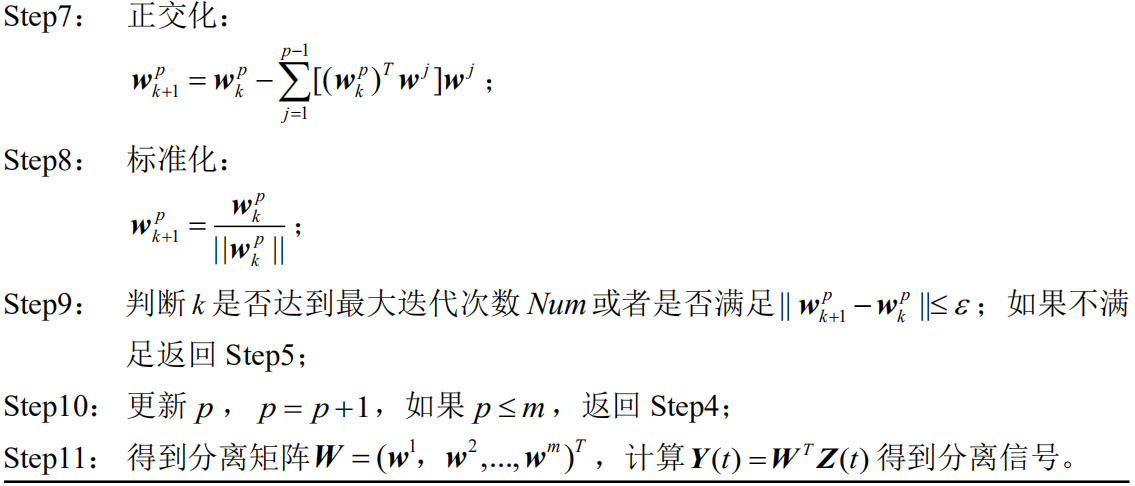 Step7： 正交化：
$\boldsymbol{w}_{k+1}^{p} = \boldsymbol{w}_{k}^{p} - \sum_{j=1}^{p-1}[(\boldsymbol{w}_{k}^{p})^{T}\boldsymbol{w}^{j}]\boldsymbol{w}^{j}$；
Step8： 标准化：
$\boldsymbol{w}_{k+1}^{p} = \frac{\boldsymbol{w}_{k}^{p}}{||\boldsymbol{w}_{k}^{p}||}$；
Step9： 判断 $k$ 是否达到最大迭代次数 $Num$ 或者是否满足 $||\boldsymbol{w}_{k+1}^{p} - \boldsymbol{w}_{k}^{p}|| \leq \varepsilon$；如果不满
足返回 Step5；
Step10： 更新 $p$，$p = p+1$，如果 $p \leq m$，返回 Step4；
Step11： 得到分离矩阵 $\boldsymbol{W} = (\boldsymbol{w}^{1}，\boldsymbol{w}^{2},...,\boldsymbol{w}^{m})^{T}$，计算 $\boldsymbol{Y}(t) = \boldsymbol{W}^{T}\boldsymbol{Z}(t)$ 得到分离信号。